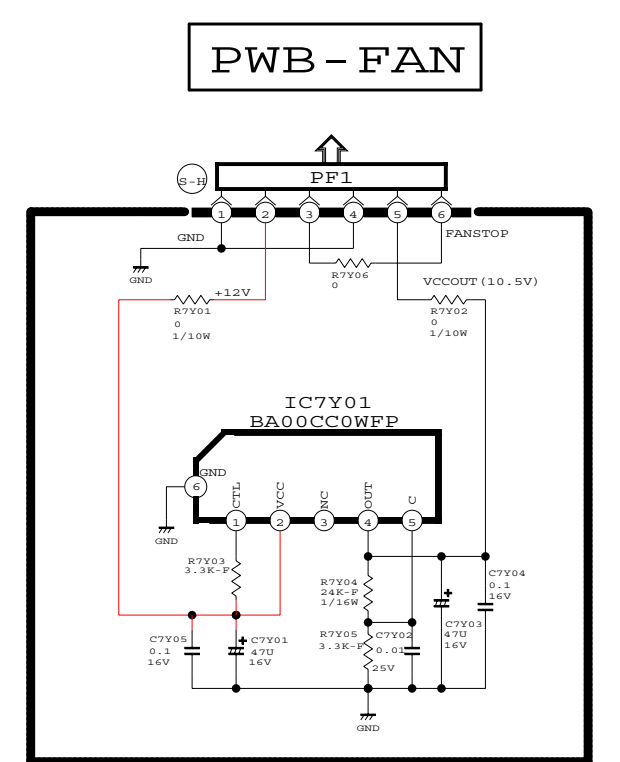 PWB-FAN
S-H
PF1
1 2 3 4 5 6
GND
FANSTOP
GND
R7Y06
0
+12V
VCCOUT(10.5V)
R7Y01
0
1/10W
R7Y02
0
1/10W
IC7Y01
BA00CC0WFP
GND
6
CTL VCC NC OUT C
1 2 3 4 5
GND
R7Y03
3.3K-F
R7Y04
24K-F
1/16W
C7Y04
0.1
16V
C7Y05
0.1
16V
C7Y01
47U
16V
R7Y05
3.3K-F
C7Y02
0.01
25V
C7Y03
47U
16V
GND